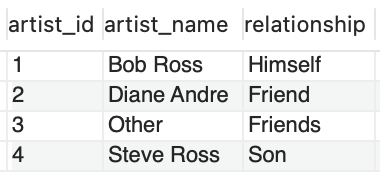 artist_id artist_name relationship
1 Bob Ross Himself
2 Diane Andre Friend
3 Other Friends
4 Steve Ross Son